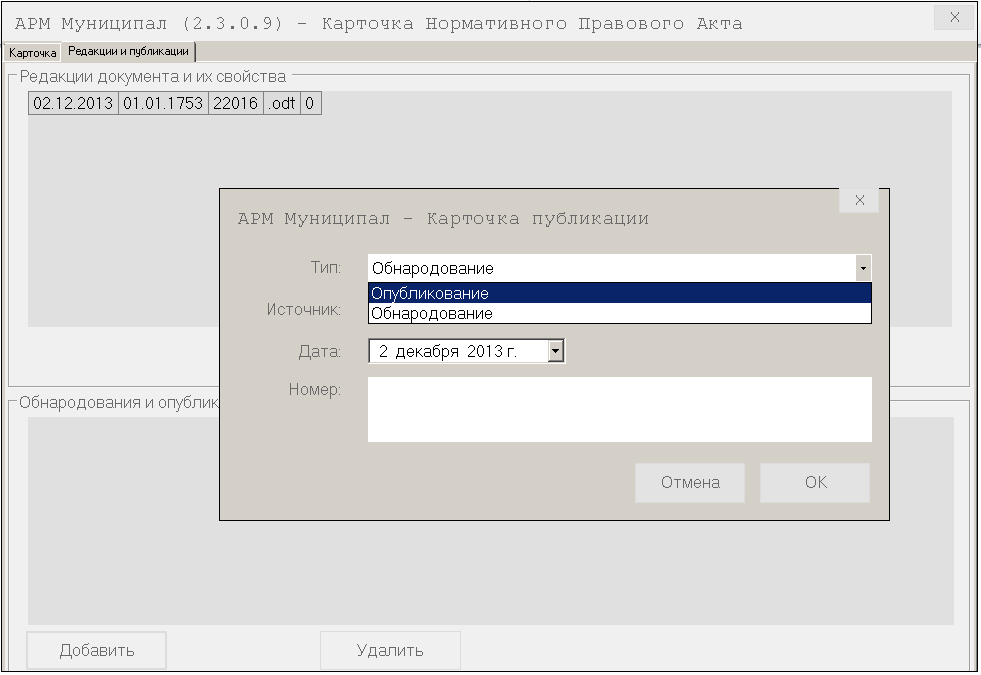 АРМ Муниципал (2.3.0.9) - Карточка Нормативного Правового Акта
X
Карточка Редакции и публикации
Редакции документа и их свойства
02.12.2013 01.01.1753 22016 .odt 0
X
АРМ Муниципал - Карточка публикации
Тип: Обнародование
Опубликование
Источник: Обнародование
Дата: 2 декабря 2013 г.
Номер:
Обнародования и опублик
Отмена OK
Добавить Удалить